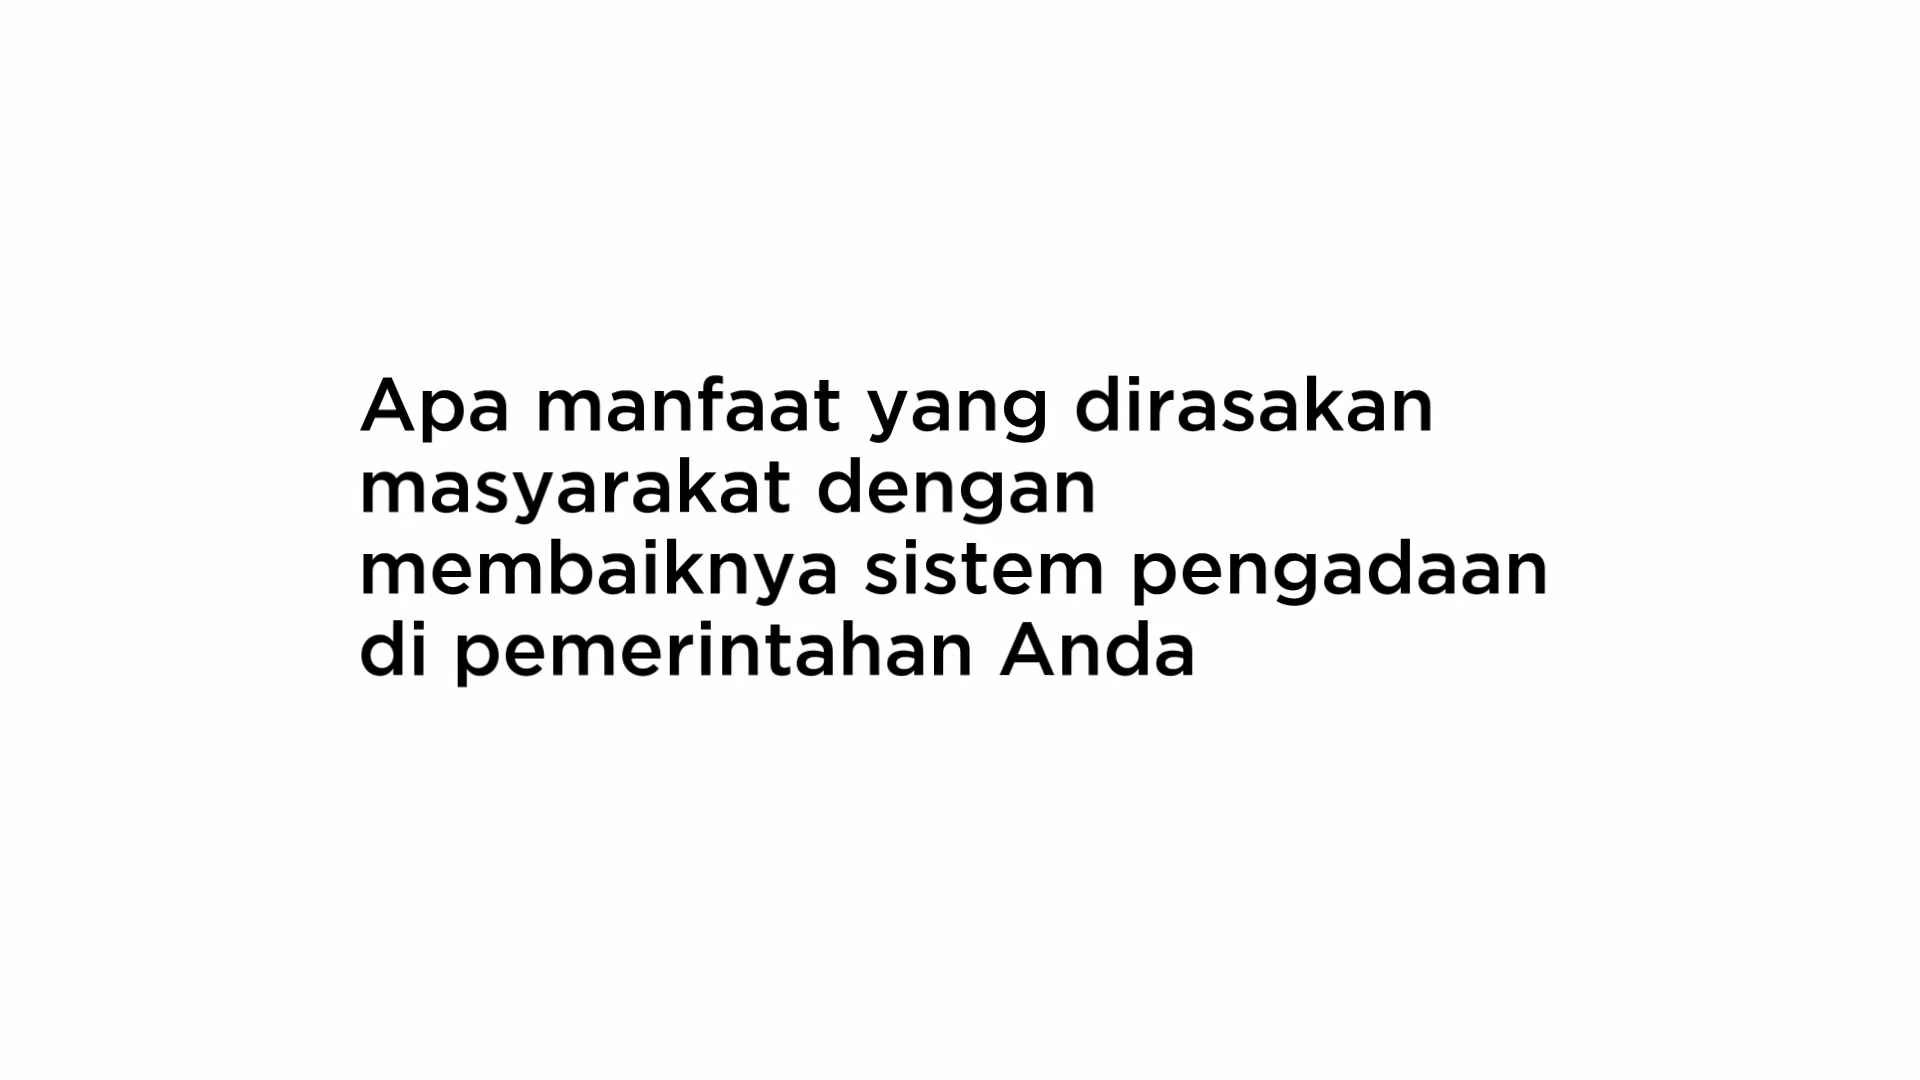 Apa manfaat yang dirasakan
masyarakat dengan
membaiknya sistem pengadaan
di pemerintahan Anda